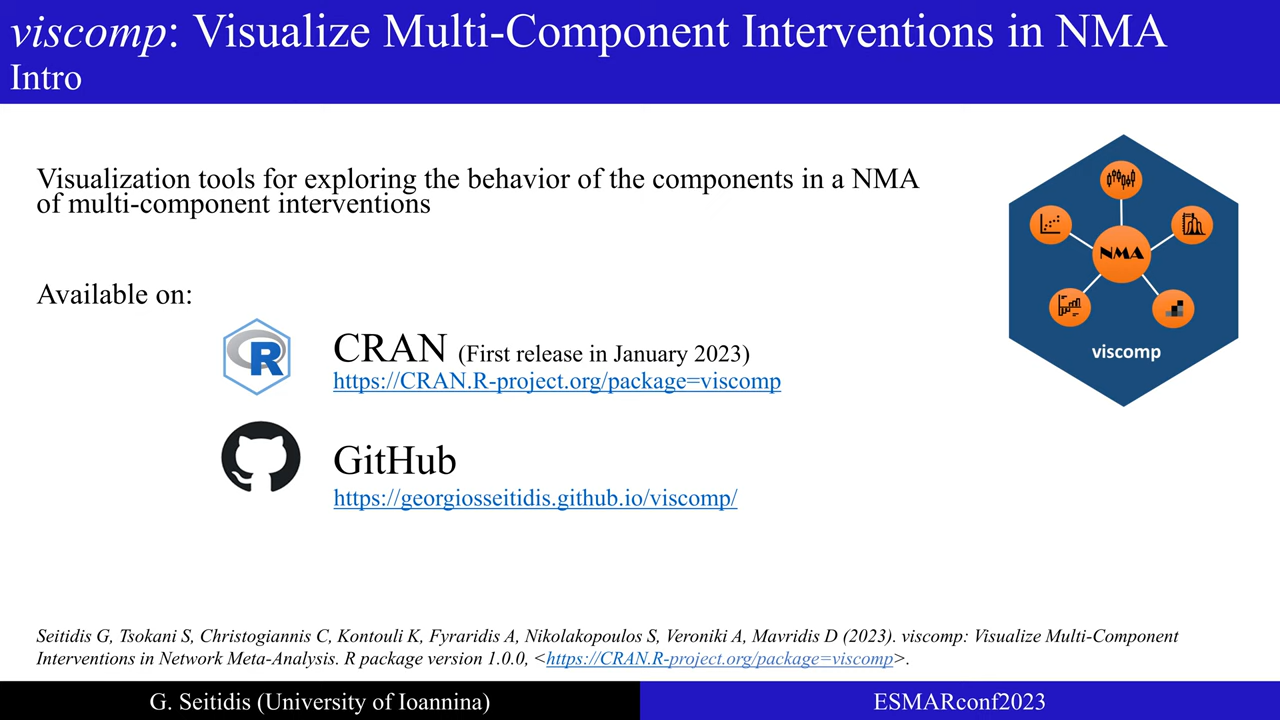 viscomp: Visualize Multi-Component Interventions in NMA
Intro
Visualization tools for exploring the behavior of the components in a NMA
of multi-component interventions
NMA
viscomp
Available on:
R
CRAN (First release in January 2023)
https://CRAN.R-project.org/package=viscomp
GitHub
https://georgiosseitidis.github.io/viscomp/
Seitidis G, Tsokani S, Christogiannis C, Kontouli K, Fyraridis A, Nikolakopoulos S, Veroniki A, Mavridis D (2023). viscomp: Visualize Multi-Component
Interventions in Network Meta-Analysis. R package version 1.0.0, <https://CRAN.R-project.org/package=viscomp>.
G. Seitidis (University of Ioannina)
ESMARconf2023